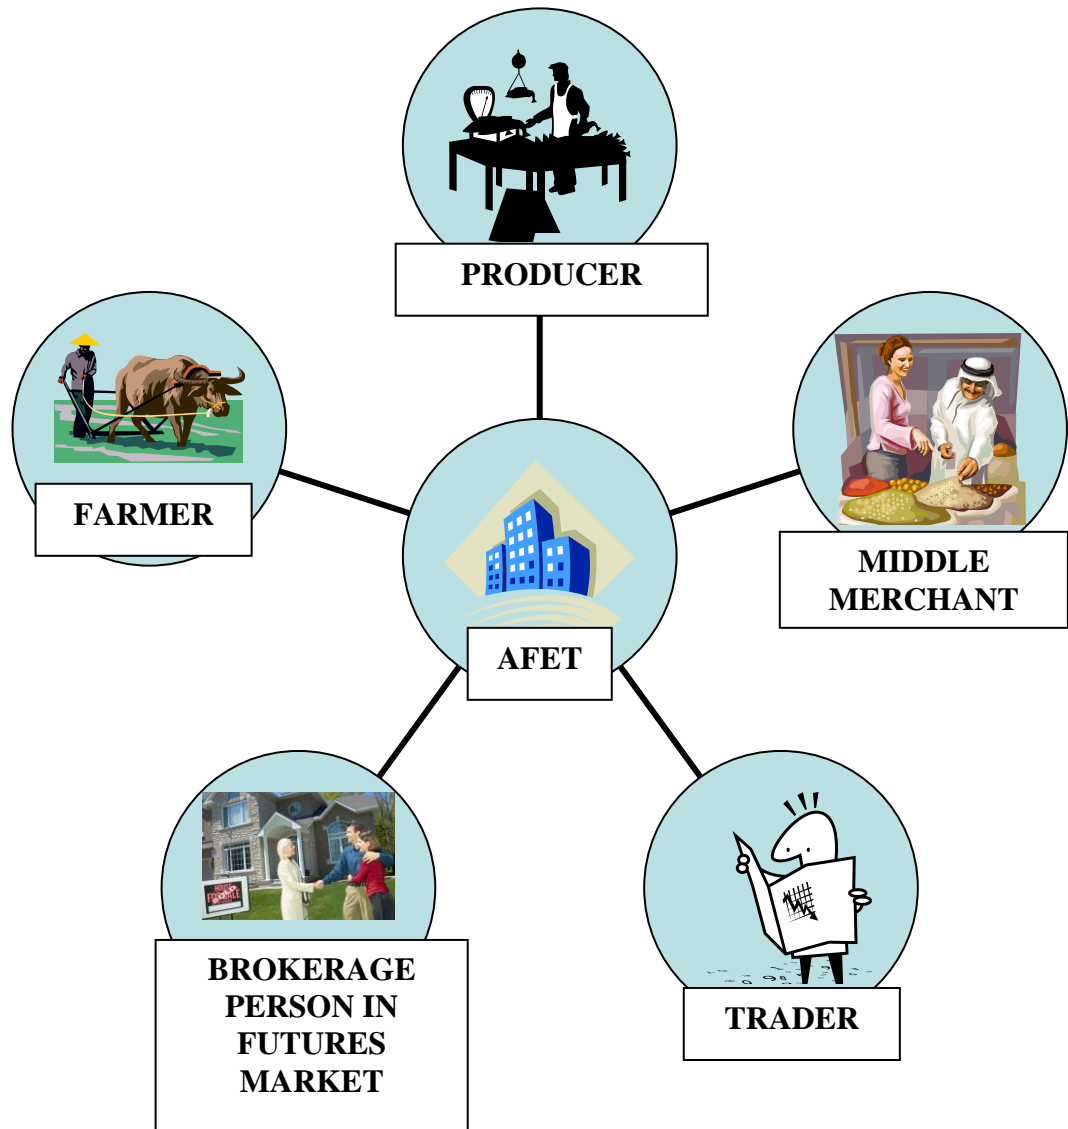 PRODUCER
FARMER
MIDDLE
MERCHANT
AFET
BROKERAGE
PERSON IN
FUTURES
MARKET
TRADER